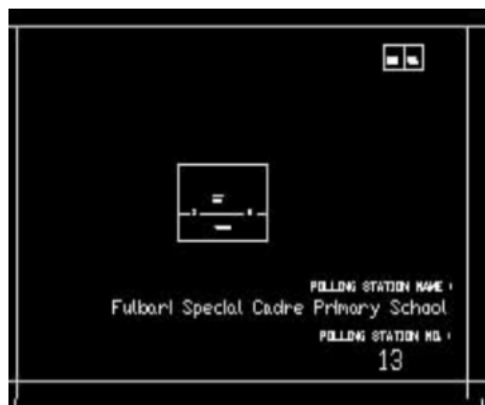 POLLING STATION NAME :
Fulbari Special Cadre Primary School
POLLING STATION NO. :
13